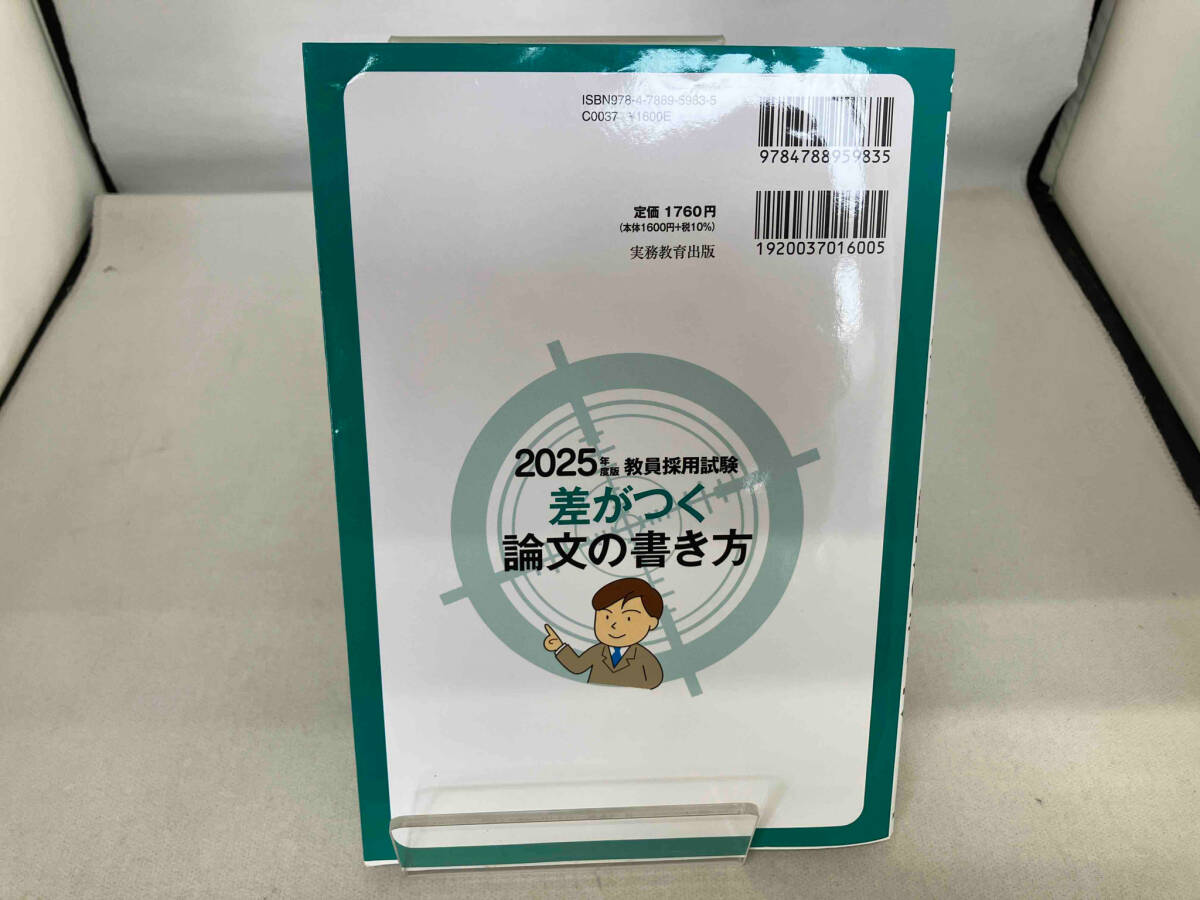 ISBN978-4-7889-5983-5
C0037 ¥1600E
9784788959835
定価 1760円
(本体1600円+税10%)
実務教育出版
1920037016005
2025年度版 教員採用試験
差がつく
論文の書き方